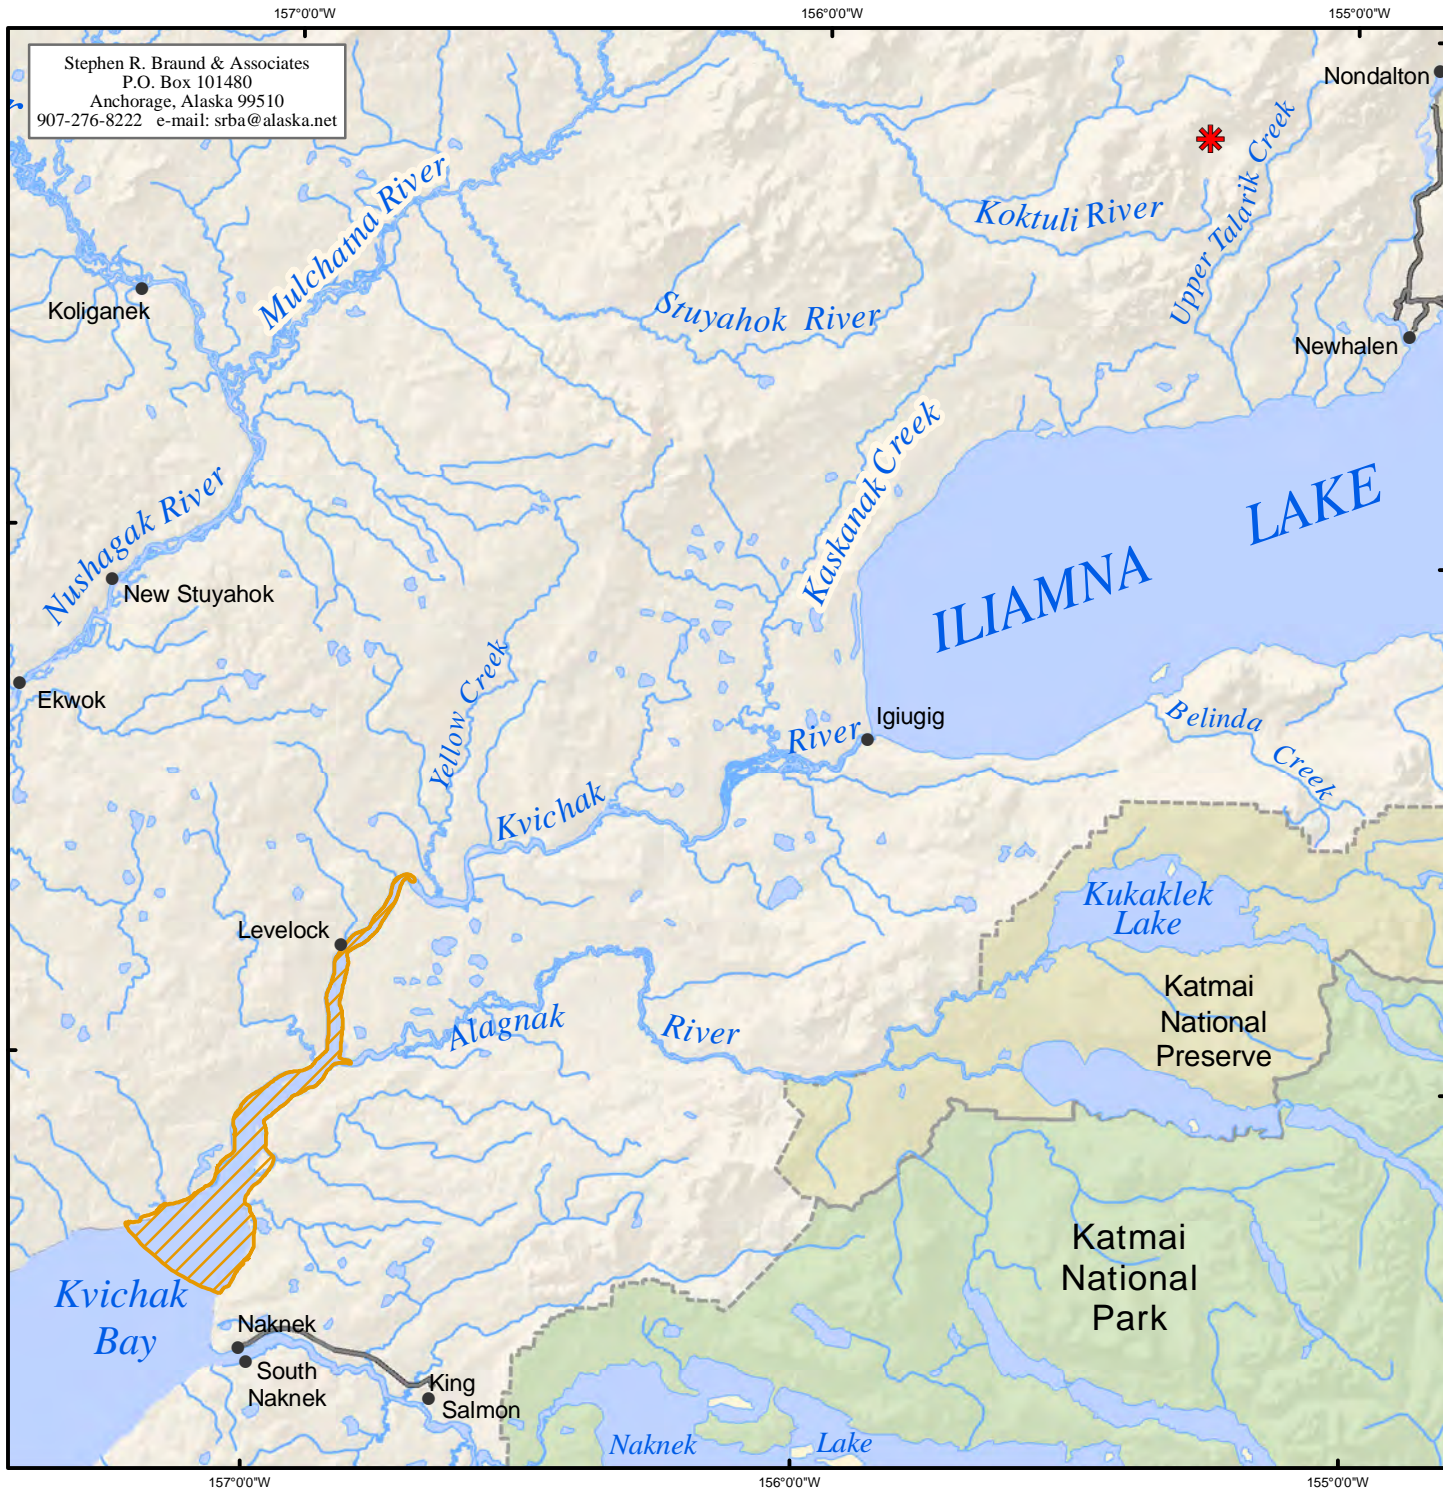 157°0'0"W
156°0'0"W
155°0'0"W
Stephen R. Braund & Associates
P.O. Box 101480
Anchorage, Alaska 99510
907-276-8222 e-mail: srba@alaska.net
Nondalton
Upper Talarik Creek
Koktuli River
Mulchatna River
Koliganek
Stuyahok River
Newhalen
Kaskanak Creek
Nushagak River
New Stuyahok
ILIAMNA LAKE
Ekwok
Yellow Creek
Igiugig
Belinda
Creek
Kvichak
River
Kukaklek
Lake
Levelock
Alagnak
River
Katmai
National
Preserve
Katmai
National
Park
Kvichak
Bay
Naknek
South
Naknek
King
Salmon
Naknek
Lake
157°0'0"W
156°0'0"W
155°0'0"W